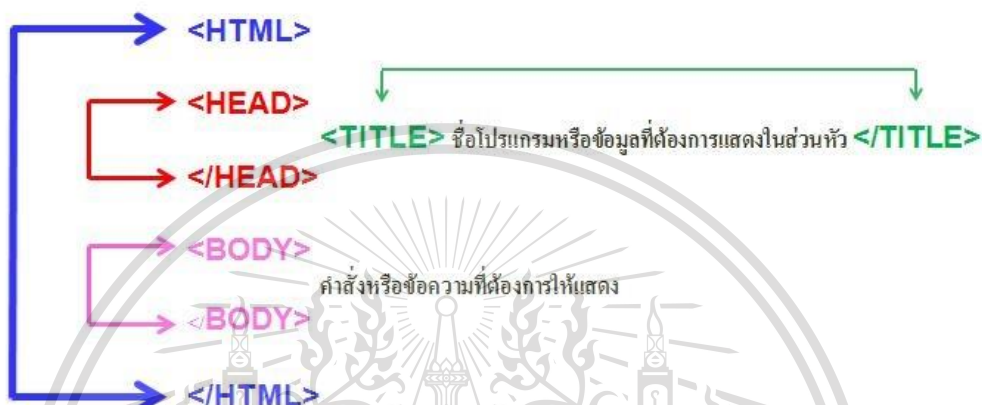 <HTML>
<HEAD>
<TITLE> ชื่อโปรแกรมหรือข้อมูลที่ต้องการแสดงในส่วนหัว </TITLE>
</HEAD>
<BODY>
คำสั่งหรือข้อความที่ต้องการให้แสดง
</BODY>
</HTML>